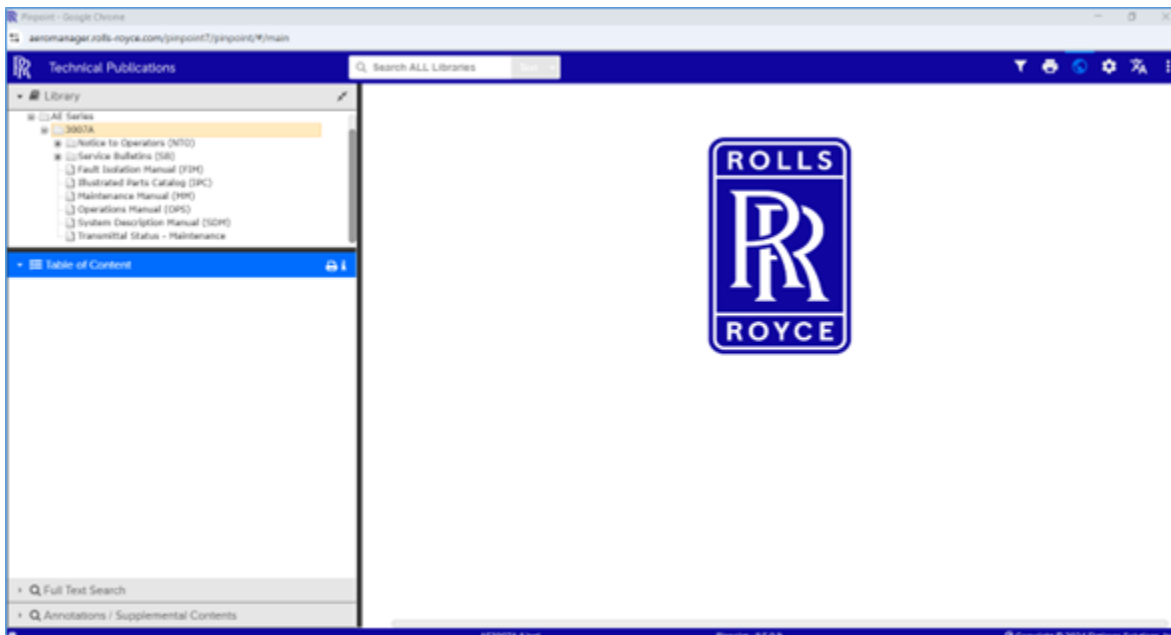 Pinpoint - Google Chrome
aeromanager.rolls-royce.com/pinpoint7/pinpoint/#/main
Technical Publications
Search ALL Libraries
Text
Library
AE Series
3007A
Notice to Operators (NTO)
Service Bulletins (SB)
Fault Isolation Manual (FIM)
Illustrated Parts Catalog (IPC)
Maintenance Manual (MM)
Operations Manual (OPS)
System Description Manual (SDM)
Transmittal Status - Maintenance
Table of Content
ROLLS
RR
ROYCE
Full Text Search
Annotations / Supplemental Contents